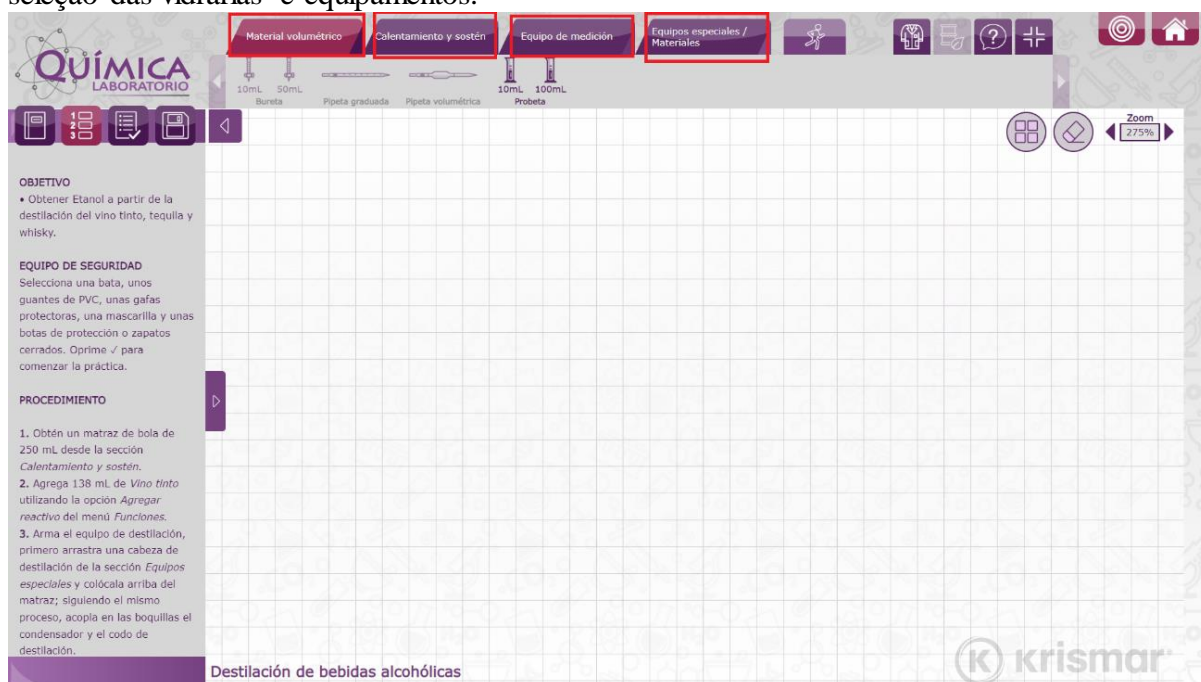 seleção das vidrarias e equipamentos.
Material volumétrico
Calentamiento y sostén
Equipo de medición
Equipos especiales /
Materiales
QUÍMICA
LABORATORIO
10mL 50mL
Bureta
Pipeta graduada
Pipeta volumétrica
10mL 100mL
Probeta
1
2
3
?
Zoom
275%
OBJETIVO
• Obtener Etanol a partir de la
destilación del vino tinto, tequila y
whisky.
EQUIPO DE SEGURIDAD
Selecciona una bata, unos
guantes de PVC, unas gafas
protectoras, una mascarilla y unas
botas de protección o zapatos
cerrados. Oprime ✓ para
comenzar la práctica.
PROCEDIMIENTO
1. Obtén un matraz de bola de
250 mL desde la sección
Calentamiento y sostén.
2. Agrega 138 mL de Vino tinto
utilizando la opción Agregar
reactivo del menú Funciones.
3. Arma el equipo de destilación,
primero arrastra una cabeza de
destilación de la sección Equipos
especiales y colócala arriba del
matraz; siguiendo el mismo
proceso, acopla en las boquillas el
condensador y el codo de
destilación.
Destilación de bebidas alcohólicas
K krismar